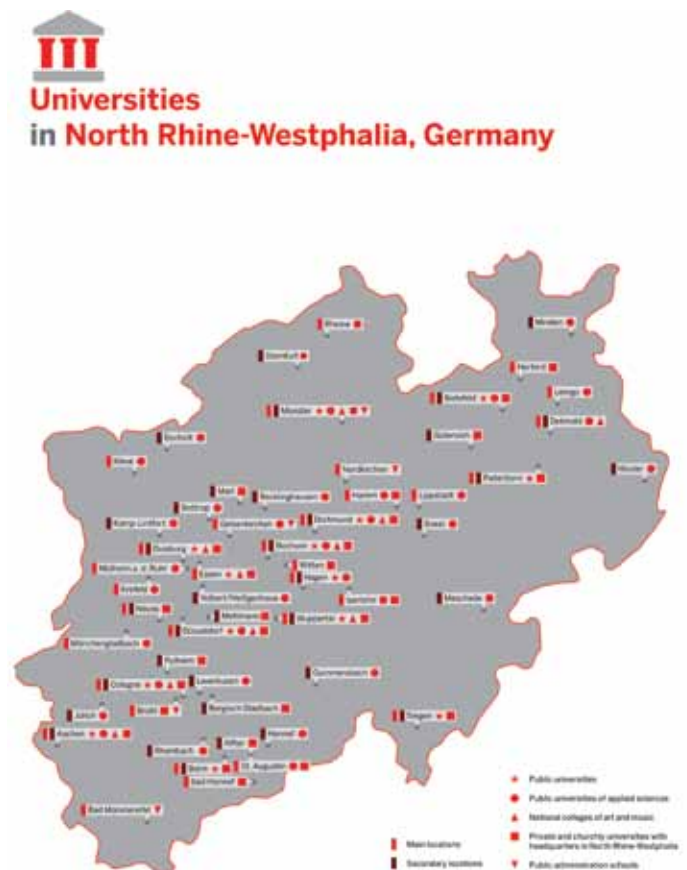 Universities
in North Rhine-Westphalia, Germany
Rheine
Minden
Steinfurt
Herford
Lemgo
Bielefeld
Münster
Detmold
Gütersloh
Bocholt
Kleve
Nordkirchen
Paderborn
Höxter
Marl
Recklinghausen
Hamm
Lippstadt
Bottrop
Kamp-Lintfort
Gelsenkirchen
Dortmund
Soest
Duisburg
Bochum
Witten
Mülheim a. d. Ruhr
Essen
Hagen
Krefeld
Velbert/Heiligenhaus
Iserlohn
Meschede
Neuss
Mettmann
Wuppertal
Düsseldorf
Mönchengladbach
Pulheim
Gummersbach
Cologne
Leverkusen
Jülich
Brühl
Bergisch Gladbach
Siegen
Aachen
Hennef
Rheinbach
Alfter
Bonn
St. Augustin
Bad Honnef
Bad Münstereifel
Public universities
Public universities of applied sciences
National colleges of art and music
Private and churchly universities with
headquarters in North Rhine-Westphalia
Public administration schools
Main locations
Secondary locations